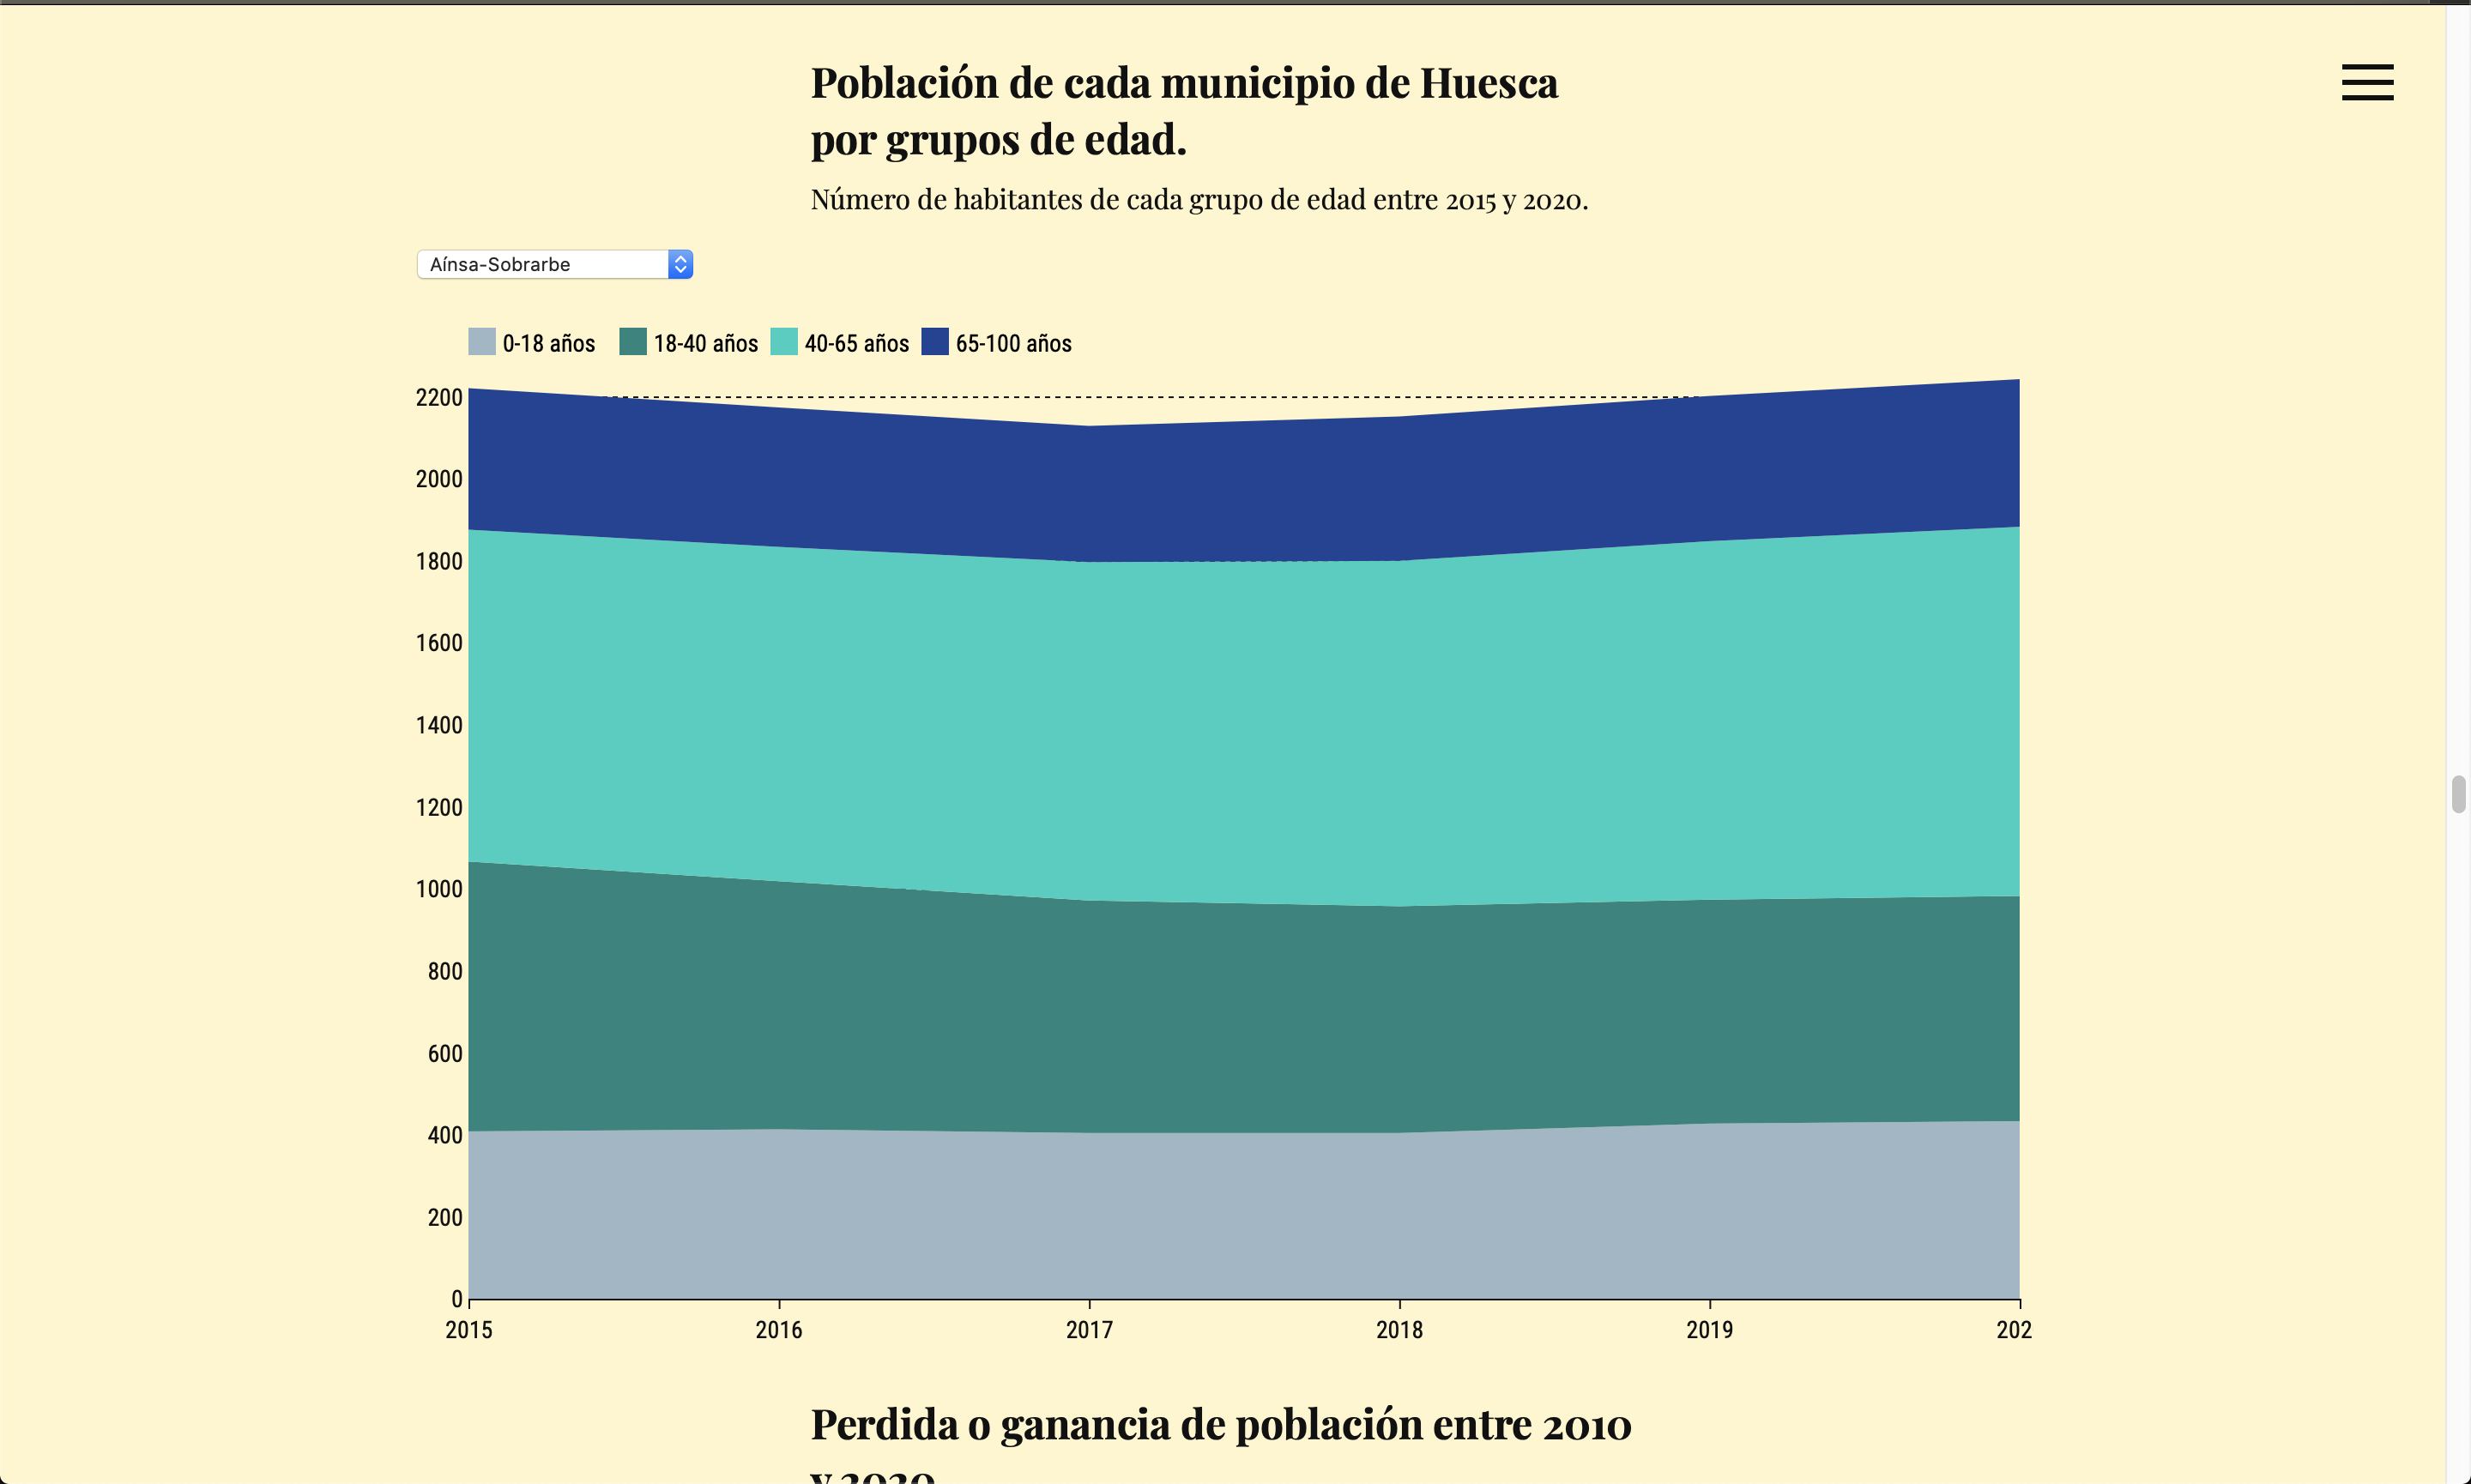 Población de cada municipio de Huesca
por grupos de edad.
Número de habitantes de cada grupo de edad entre 2015 y 2020.
Aínsa-Sobrarbe
0-18 años 18-40 años 40-65 años 65-100 años
2200
2000
1800
1600
1400
1200
1000
800
600
400
200
0
2015 2016 2017 2018 2019 202
Perdida o ganancia de población entre 2010
y 2020